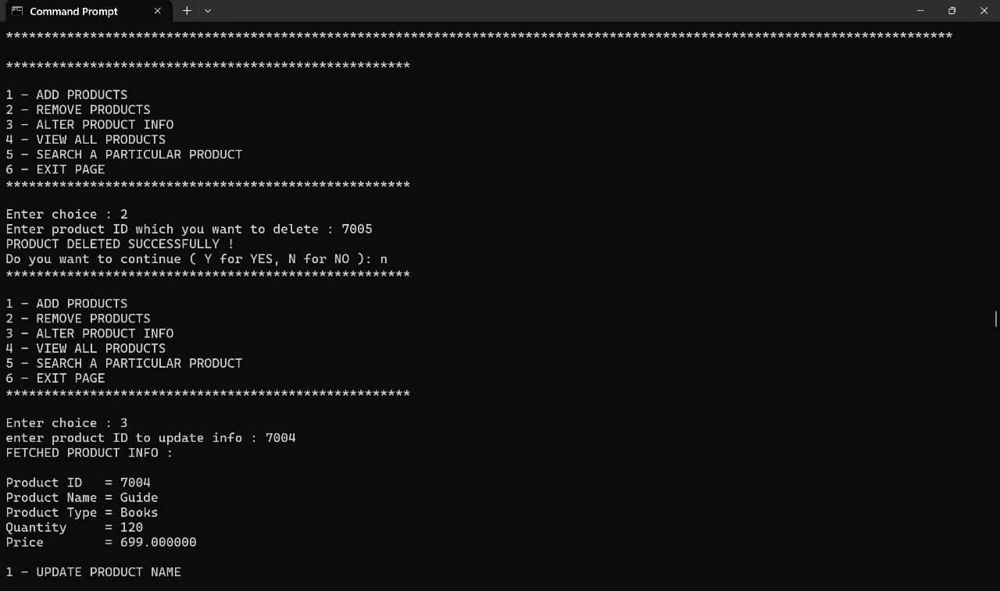 Command Prompt
****************************************************************************************************************************
*****************************************************
1 - ADD PRODUCTS
2 - REMOVE PRODUCTS
3 - ALTER PRODUCT INFO
4 - VIEW ALL PRODUCTS
5 - SEARCH A PARTICULAR PRODUCT
6 - EXIT PAGE
*****************************************************
Enter choice : 2
Enter product ID which you want to delete : 7005
PRODUCT DELETED SUCCESSFULLY !
Do you want to continue ( Y for YES, N for NO ): n
*****************************************************
1 - ADD PRODUCTS
2 - REMOVE PRODUCTS
3 - ALTER PRODUCT INFO
4 - VIEW ALL PRODUCTS
5 - SEARCH A PARTICULAR PRODUCT
6 - EXIT PAGE
*****************************************************
Enter choice : 3
enter product ID to update info : 7004
FETCHED PRODUCT INFO :
Product ID   = 7004
Product Name = Guide
Product Type = Books
Quantity     = 120
Price        = 699.000000
1 - UPDATE PRODUCT NAME